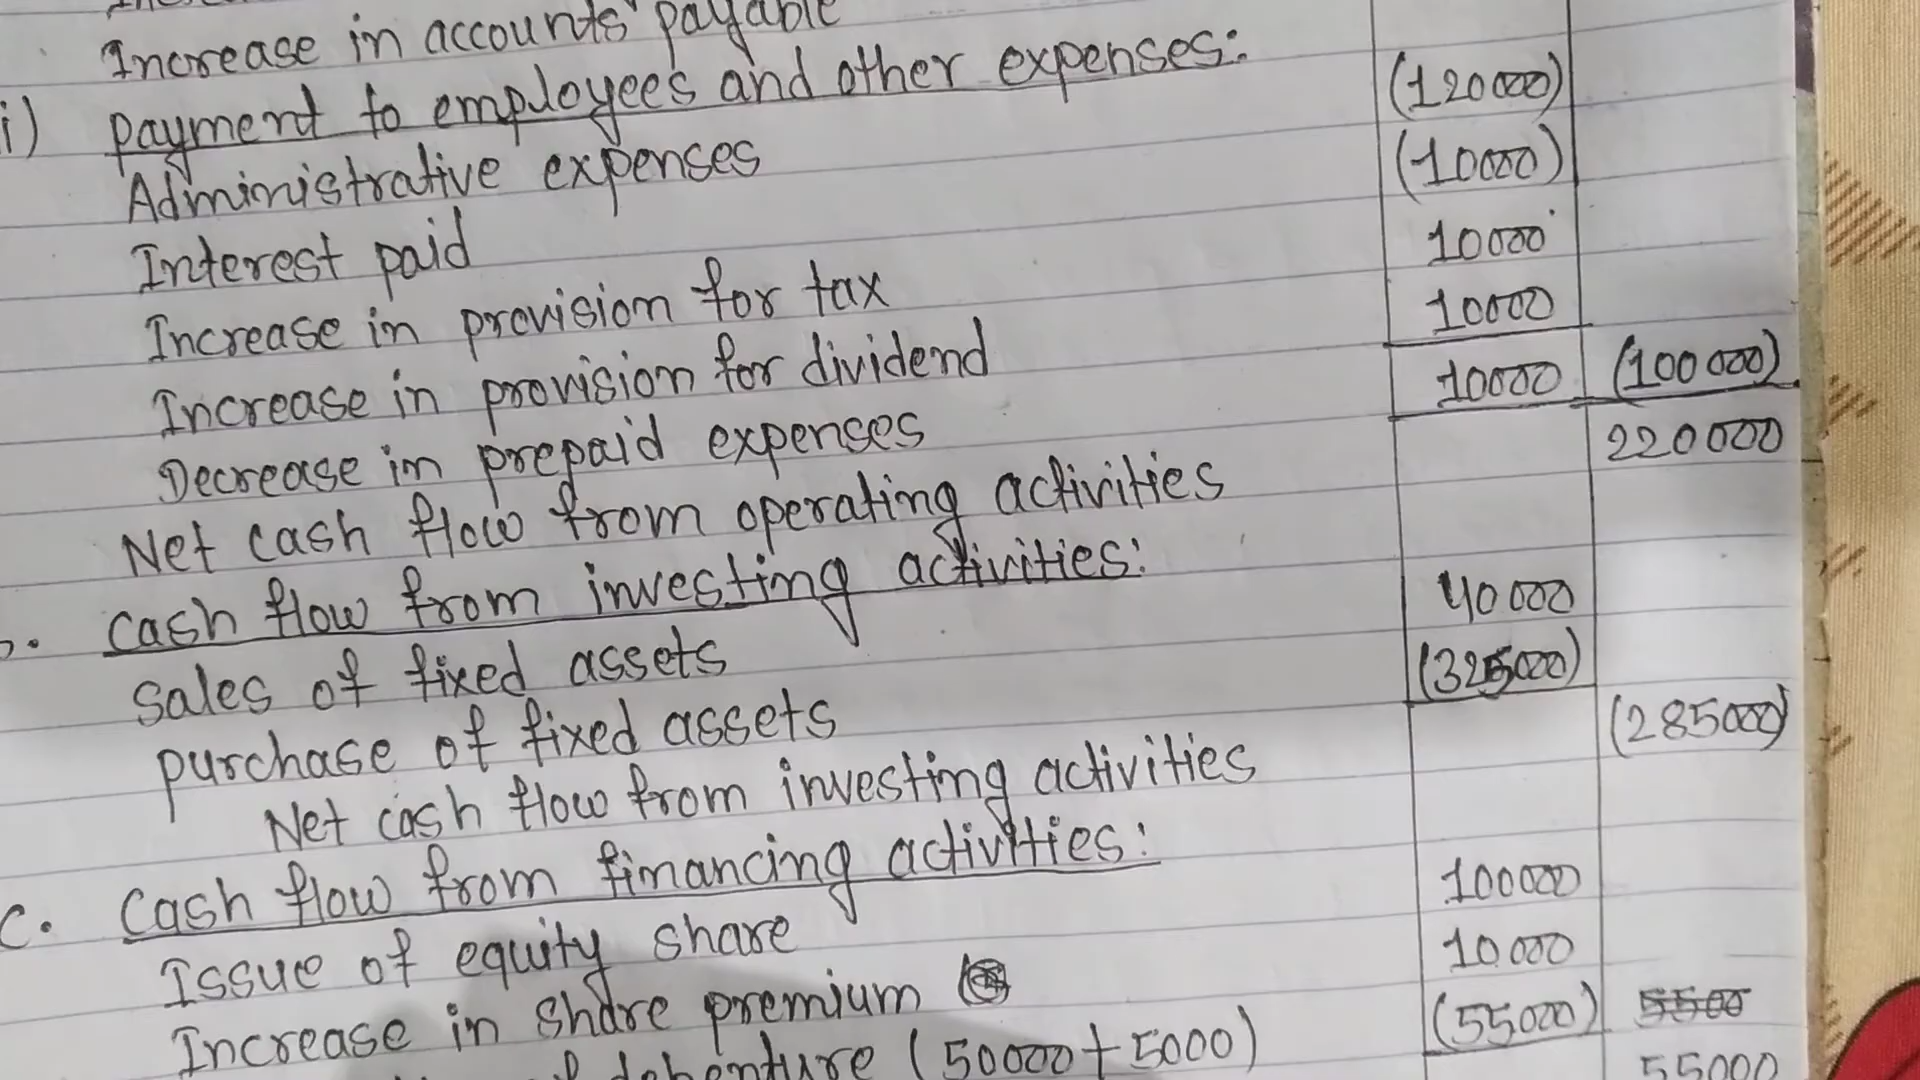 Increase in accounts payable
i) payment to employees and other expenses:
Administrative expenses (120000)
Interest paid (10000)
Increase in provision for tax 10000
Increase in provision for dividend 10000
Decrease in prepaid expenses 10000 (100000)
Net cash flow from operating activities 220000
cash flow from investing activities:
sales of fixed assets 40000
purchase of fixed assets (325000)
Net cash flow from investing activities (285000)
c. Cash flow from financing activities:
Issue of equity share 100000
Increase in share premium 10000
debenture (50000+5000) (55000) 5500
55000